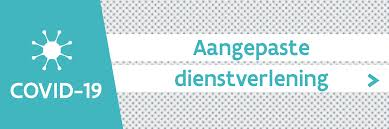 COVID-19
Aangepaste
dienstverlening >